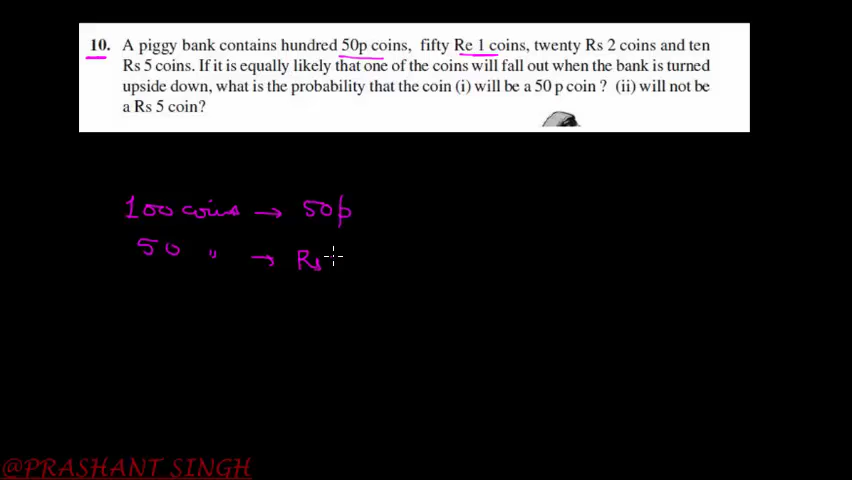 10. A piggy bank contains hundred 50p coins, fifty Re 1 coins, twenty Rs 2 coins and ten
Rs 5 coins. If it is equally likely that one of the coins will fall out when the bank is turned
upside down, what is the probability that the coin (i) will be a 50 p coin ? (ii) will not be
a Rs 5 coin?
100 coins → 50p
50 " → Rs
@PRASHANT SINGH